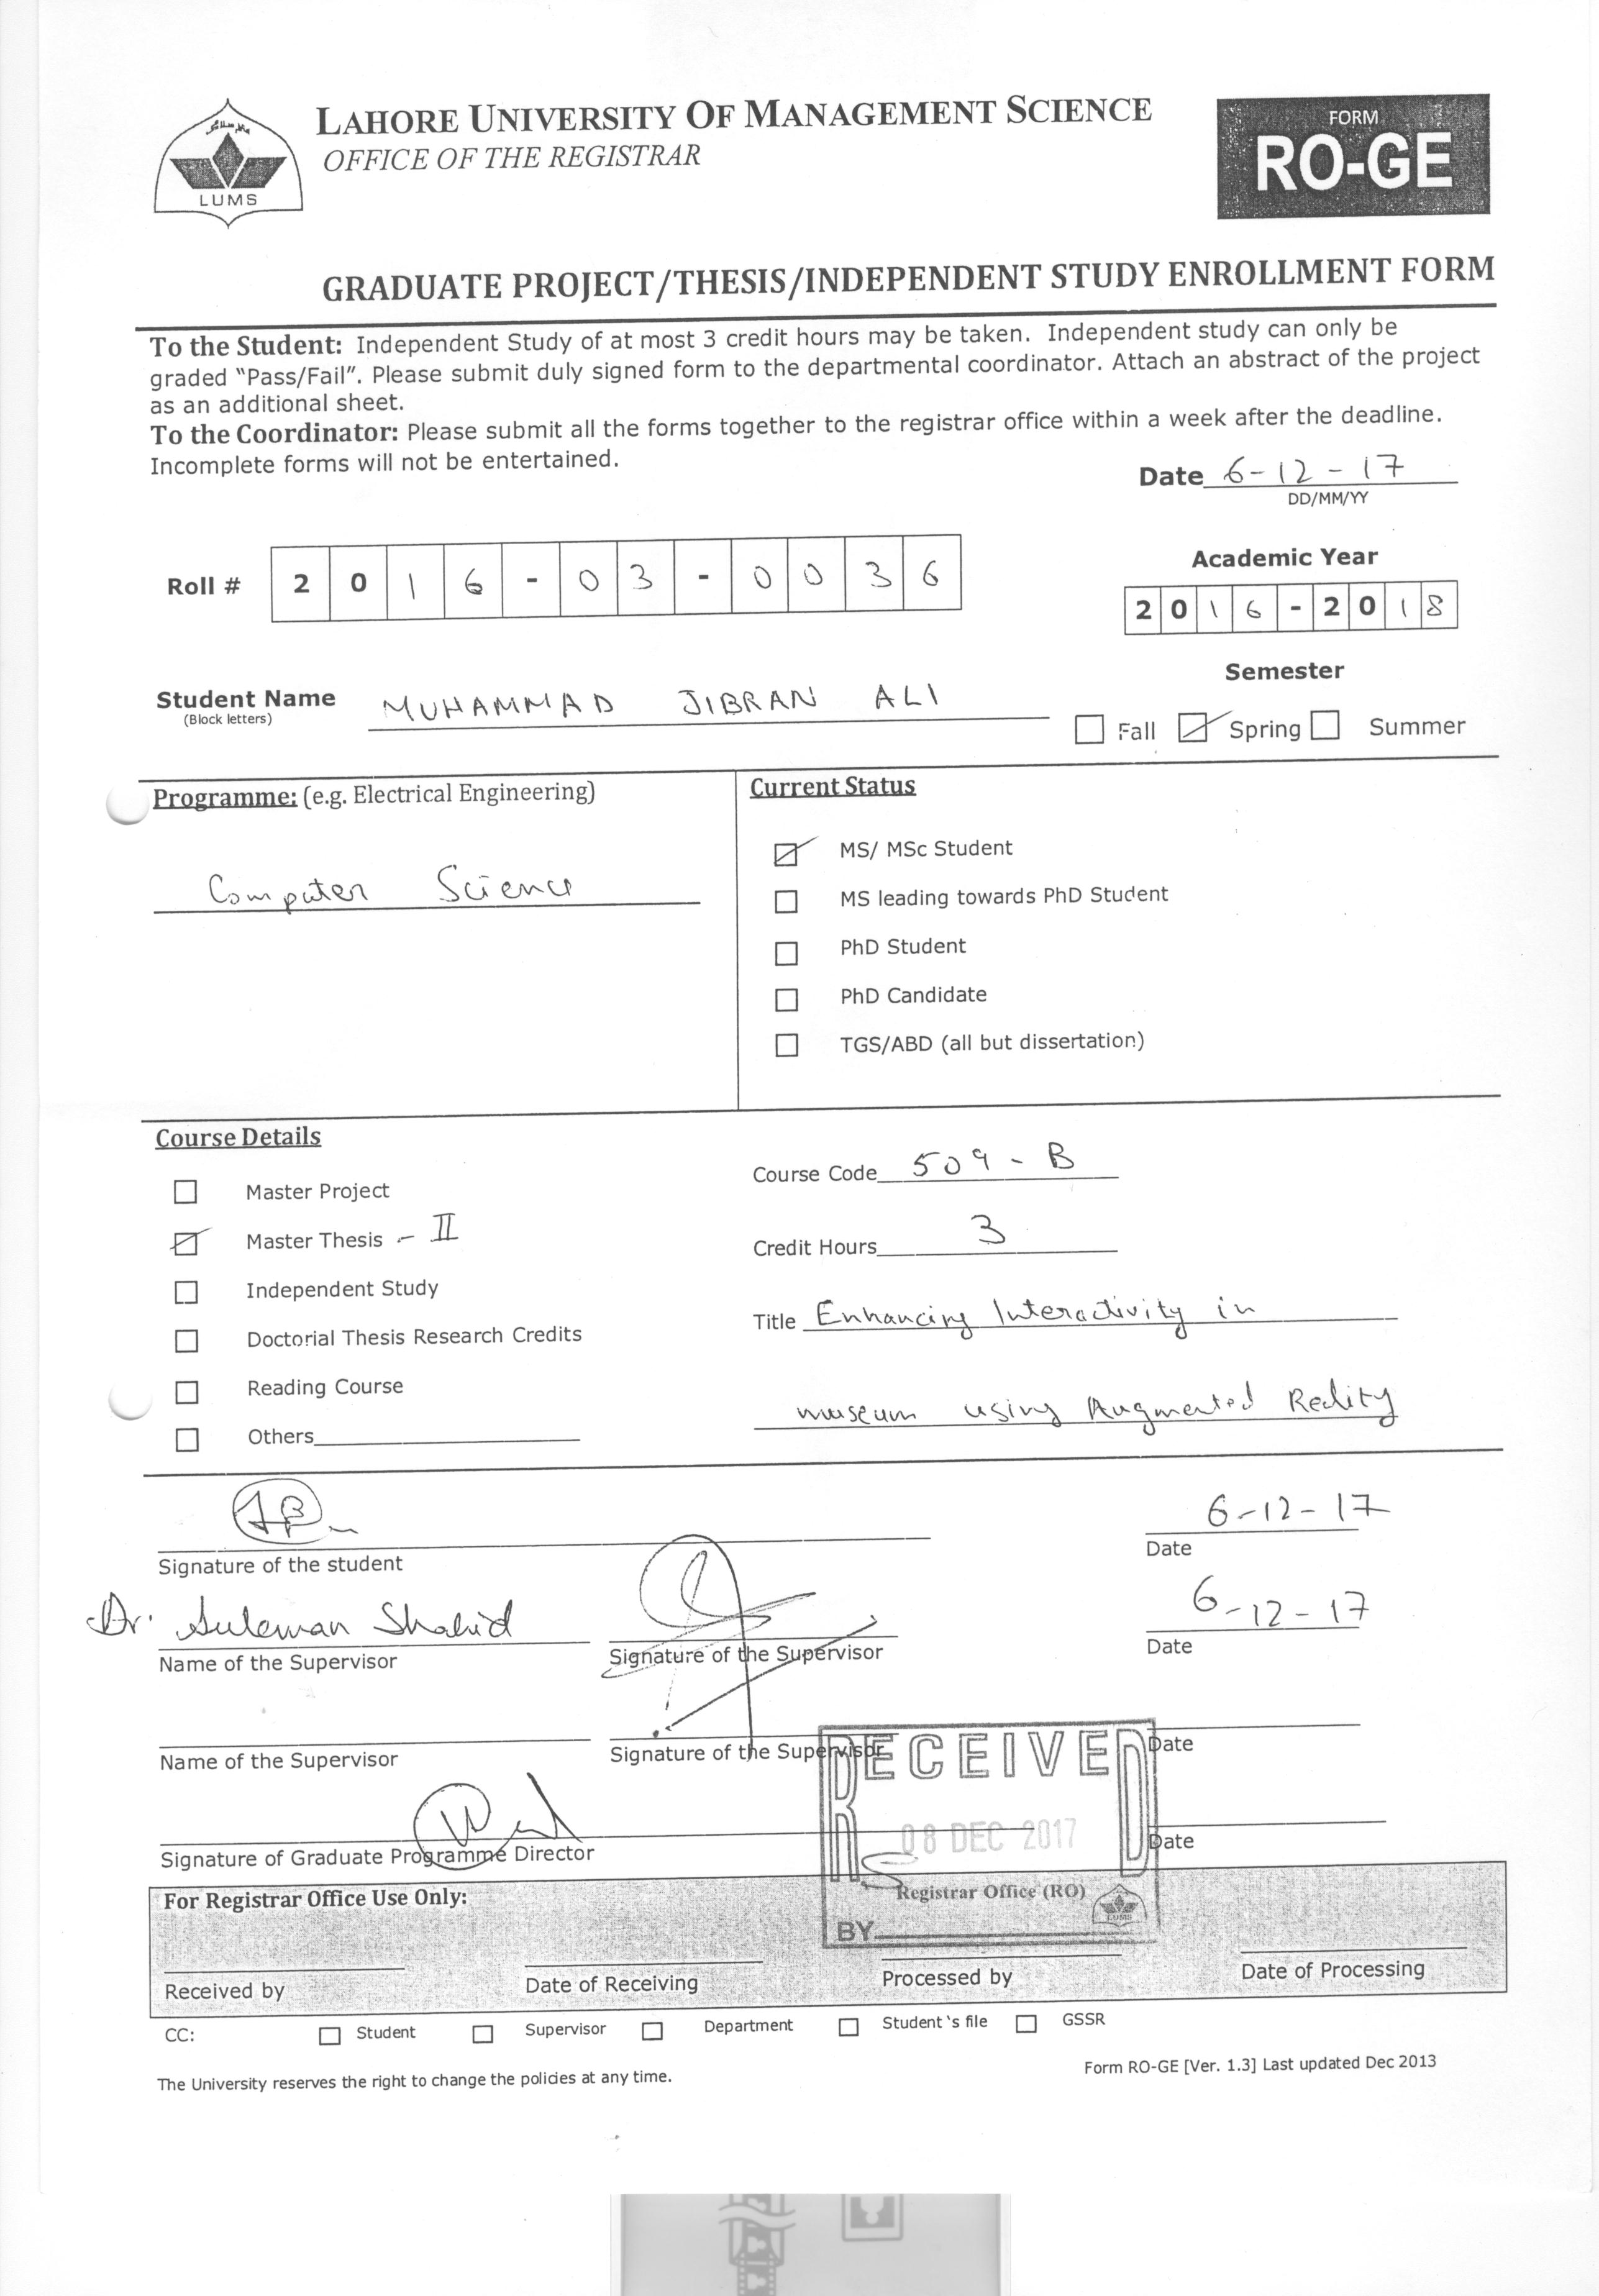 LUMS
LAHORE UNIVERSITY OF MANAGEMENT SCIENCE
OFFICE OF THE REGISTRAR
FORM
RO-GE
GRADUATE PROJECT/THESIS/INDEPENDENT STUDY ENROLLMENT FORM
To the Student: Independent Study of at most 3 credit hours may be taken. Independent study can only be
graded "Pass/Fail". Please submit duly signed form to the departmental coordinator. Attach an abstract of the project
as an additional sheet.
To the Coordinator: Please submit all the forms together to the registrar office within a week after the deadline.
Incomplete forms will not be entertained.
Date 6-12-17
DD/MM/YY
Roll # 2016-03-0036
Academic Year
2016-2018
Semester
Student Name MUHAMMAD JIBRAN ALI
(Block letters)
Fall Spring Summer
Programme: (e.g. Electrical Engineering)
Computer Science
Current Status
MS/ MSc Student
MS leading towards PhD Student
PhD Student
PhD Candidate
TGS/ABD (all but dissertation)
Course Details
Master Project
Master Thesis - II
Independent Study
Doctorial Thesis Research Credits
Reading Course
Others
Course Code 509-B
Credit Hours 3
Title Enhancing Interactivity in
museum using Augmented Reality
6-12-17
Signature of the student
Date
Dr. Suleman Shahid
6-12-17
Name of the Supervisor Signature of the Supervisor Date
Name of the Supervisor Signature of the Supervisor Date
RECEIVED
08 DEC 2017
Registrar Office (RO)
LUMS
BY
Signature of Graduate Programme Director Date
For Registrar Office Use Only:
Received by Date of Receiving Processed by Date of Processing
CC: Student Supervisor Department Student's file GSSR
The University reserves the right to change the policies at any time.
Form RO-GE [Ver. 1.3] Last updated Dec 2013